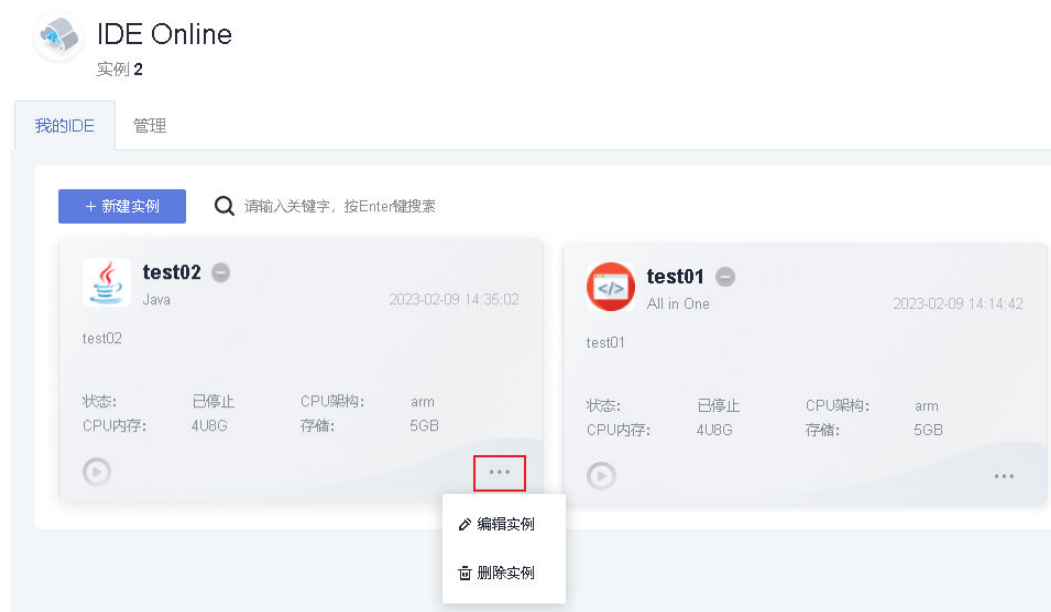 IDE Online
实例 2
我的IDE 管理
+ 新建实例 请输入关键字，按Enter键搜素
test02
Java 2023-02-09 14:35:02
test02
状态： 已停止 CPU架构： arm
CPU内存： 4U8G 存储： 5GB
test01
All in One 2023-02-09 14:14:42
test01
状态： 已停止 CPU架构： arm
CPU内存： 4U8G 存储： 5GB
编辑实例
删除实例